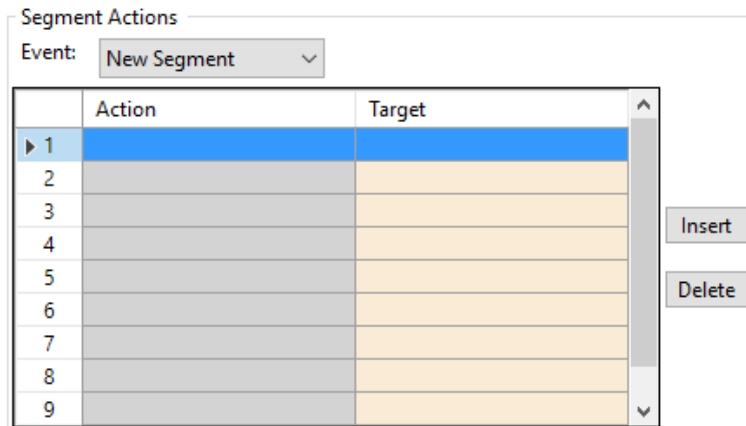 Segment Actions
Event: New Segment
Action Target
1
2
3
Insert
4
5
Delete
6
7
8
9